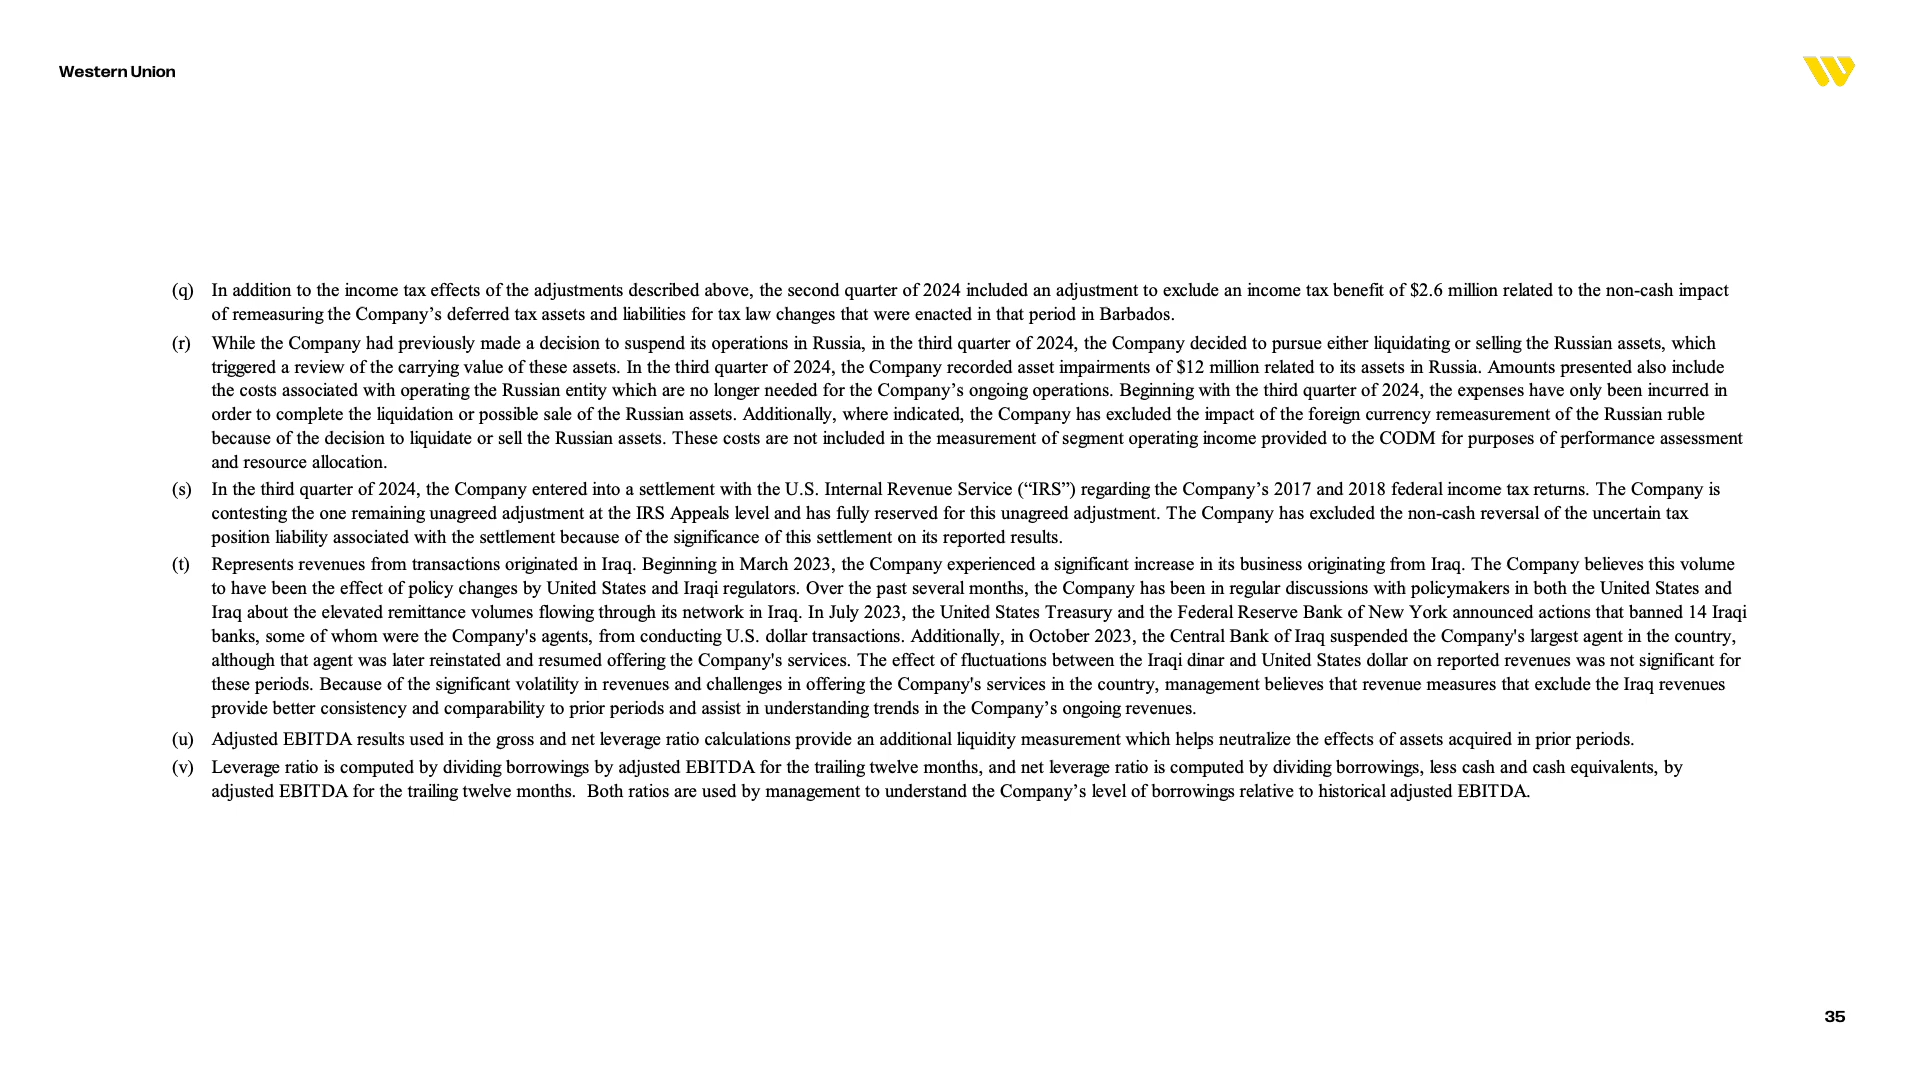 Western Union
(q) In addition to the income tax effects of the adjustments described above, the second quarter of 2024 included an adjustment to exclude an income tax benefit of $2.6 million related to the non-cash impact
of remeasuring the Company’s deferred tax assets and liabilities for tax law changes that were enacted in that period in Barbados.
(r) While the Company had previously made a decision to suspend its operations in Russia, in the third quarter of 2024, the Company decided to pursue either liquidating or selling the Russian assets, which
triggered a review of the carrying value of these assets. In the third quarter of 2024, the Company recorded asset impairments of $12 million related to its assets in Russia. Amounts presented also include
the costs associated with operating the Russian entity which are no longer needed for the Company’s ongoing operations. Beginning with the third quarter of 2024, the expenses have only been incurred in
order to complete the liquidation or possible sale of the Russian assets. Additionally, where indicated, the Company has excluded the impact of the foreign currency remeasurement of the Russian ruble
because of the decision to liquidate or sell the Russian assets. These costs are not included in the measurement of segment operating income provided to the CODM for purposes of performance assessment
and resource allocation.
(s) In the third quarter of 2024, the Company entered into a settlement with the U.S. Internal Revenue Service (“IRS”) regarding the Company’s 2017 and 2018 federal income tax returns. The Company is
contesting the one remaining unagreed adjustment at the IRS Appeals level and has fully reserved for this unagreed adjustment. The Company has excluded the non-cash reversal of the uncertain tax
position liability associated with the settlement because of the significance of this settlement on its reported results.
(t) Represents revenues from transactions originated in Iraq. Beginning in March 2023, the Company experienced a significant increase in its business originating from Iraq. The Company believes this volume
to have been the effect of policy changes by United States and Iraqi regulators. Over the past several months, the Company has been in regular discussions with policymakers in both the United States and
Iraq about the elevated remittance volumes flowing through its network in Iraq. In July 2023, the United States Treasury and the Federal Reserve Bank of New York announced actions that banned 14 Iraqi
banks, some of whom were the Company's agents, from conducting U.S. dollar transactions. Additionally, in October 2023, the Central Bank of Iraq suspended the Company's largest agent in the country,
although that agent was later reinstated and resumed offering the Company's services. The effect of fluctuations between the Iraqi dinar and United States dollar on reported revenues was not significant for
these periods. Because of the significant volatility in revenues and challenges in offering the Company's services in the country, management believes that revenue measures that exclude the Iraq revenues
provide better consistency and comparability to prior periods and assist in understanding trends in the Company’s ongoing revenues.
(u) Adjusted EBITDA results used in the gross and net leverage ratio calculations provide an additional liquidity measurement which helps neutralize the effects of assets acquired in prior periods.
(v) Leverage ratio is computed by dividing borrowings by adjusted EBITDA for the trailing twelve months, and net leverage ratio is computed by dividing borrowings, less cash and cash equivalents, by
adjusted EBITDA for the trailing twelve months.  Both ratios are used by management to understand the Company’s level of borrowings relative to historical adjusted EBITDA.
35